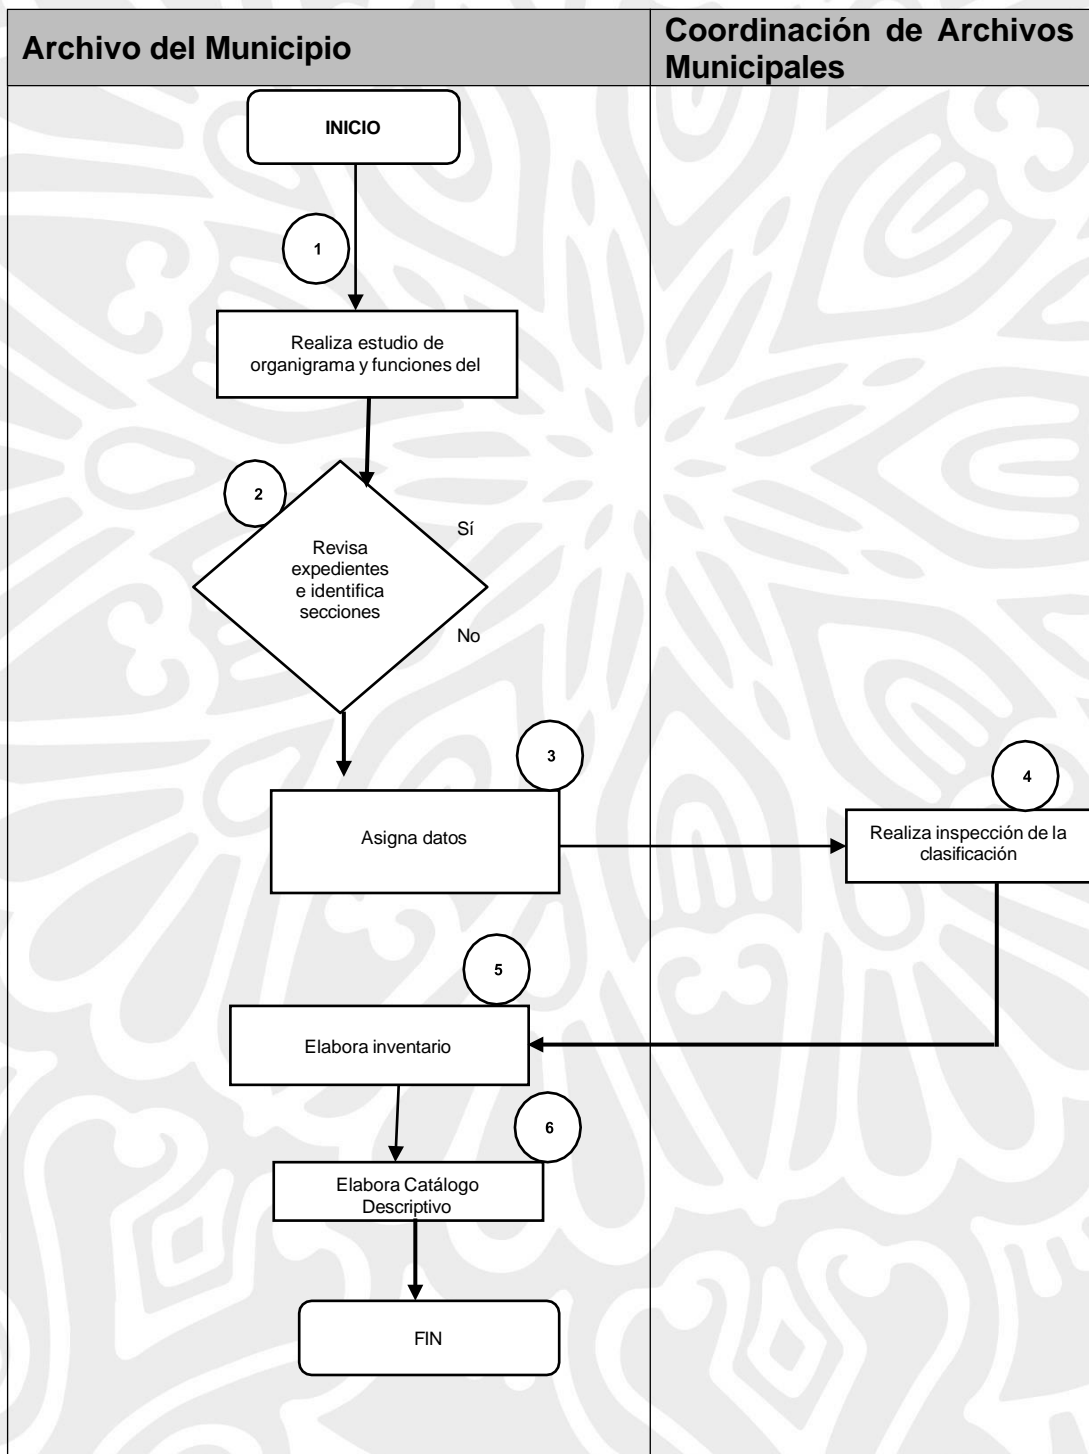 Archivo del Municipio
Coordinación de Archivos
Municipales
INICIO
1
Realiza estudio de
organigrama y funciones del
2
Sí
Revisa
expedientes
e identifica
secciones
No
3
Asigna datos
4
Realiza inspección de la
clasificación
5
Elabora inventario
6
Elabora Catálogo
Descriptivo
FIN